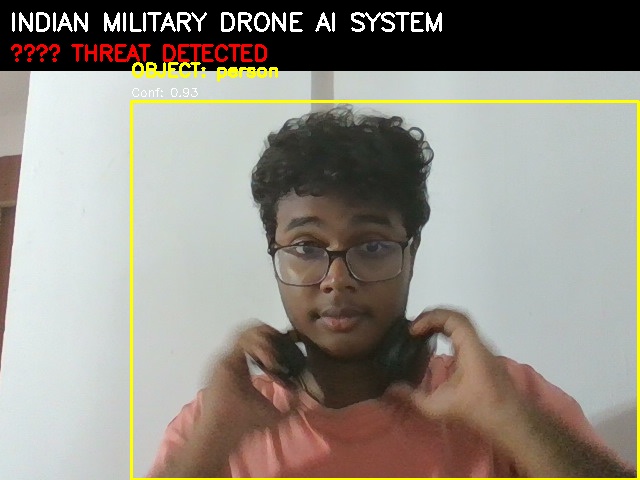 INDIAN MILITARY DRONE AI SYSTEM
???? THREAT DETECTED
OBJECT: person
Conf: 0.93